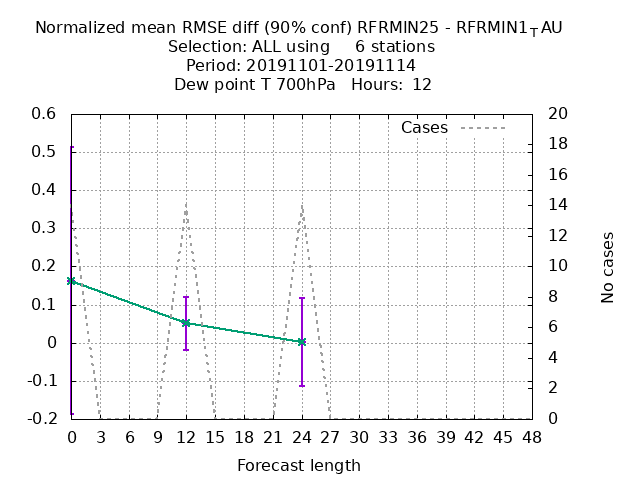 Normalized mean RMSE diff (90% conf) RFRMIN25 - RFRMIN1_TAU
Selection: ALL using     6 stations
Period: 20191101-20191114
Dew point T 700hPa   Hours:  12
Cases
0.6
0.5
0.4
0.3
0.2
0.1
0
-0.1
-0.2
20
18
16
14
12
10
8
6
4
2
0
No cases
0 3 6 9 12 15 18 21 24 27 30 33 36 39 42 45 48
Forecast length